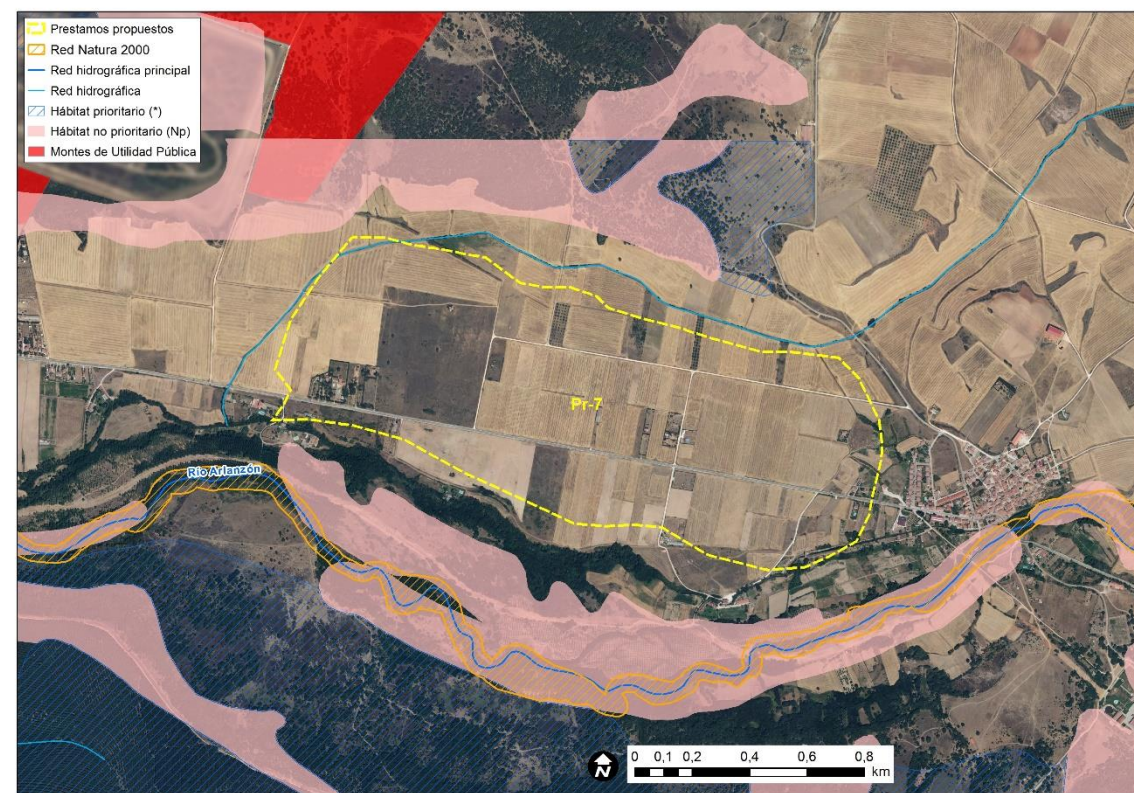 Prestamos propuestos
Red Natura 2000
Red hidrográfica principal
Red hidrográfica
Hábitat prioritario (*)
Hábitat no prioritario (Np)
Montes de Utilidad Pública
Pr-7
Río Arlanzón
N
0 0,1 0,2 0,4 0,6 0,8
km